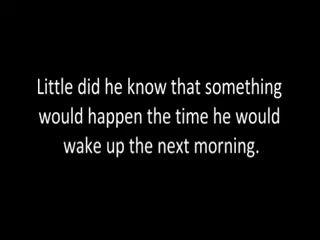 Little did he know that something
would happen the time he would
wake up the next morning.